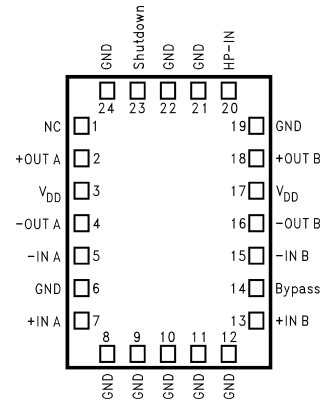 GND Shutdown GND GND HP-IN
24 23 22 21 20
NC 1 19 GND
+OUT A 2 18 +OUT B
VDD 3 17 VDD
-OUT A 4 16 -OUT B
-IN A 5 15 -IN B
GND 6 14 Bypass
+IN A 7 13 +IN B
8 9 10 11 12
GND GND GND GND GND